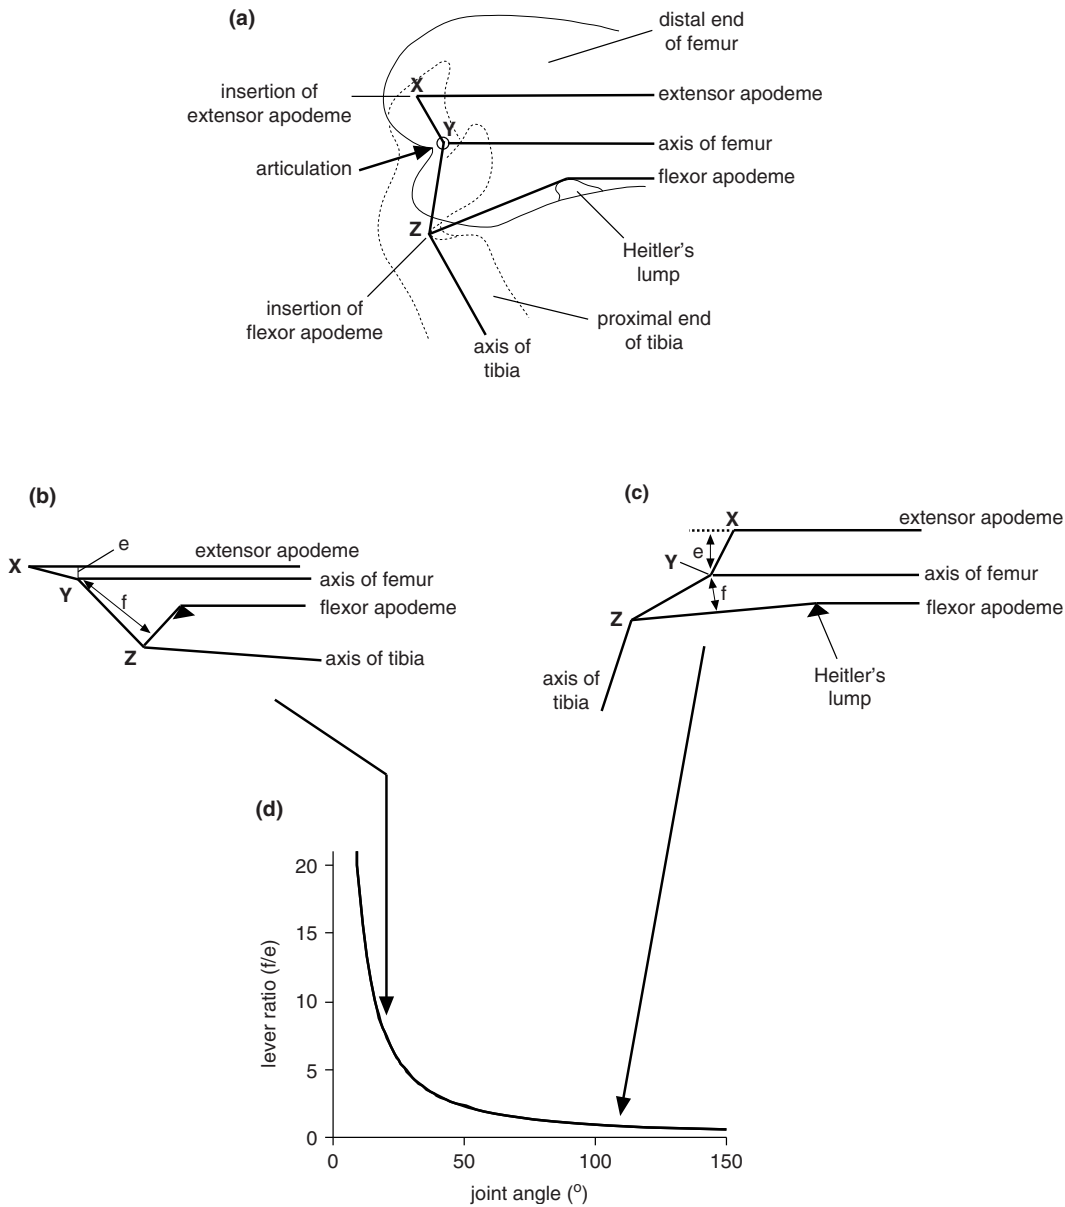 (a)
distal end
of femur
insertion of
extensor apodeme
X
extensor apodeme
Y
axis of femur
articulation
flexor apodeme
Z
Heitler's
lump
insertion of
flexor apodeme
proximal end
of tibia
axis of
tibia
(b)
e
extensor apodeme
X
axis of femur
Y
f
flexor apodeme
Z
axis of tibia
(c)
X
extensor apodeme
e
Y
axis of femur
f
flexor apodeme
Z
axis of
tibia
Heitler's
lump
(d)
20
15
10
5
0
lever ratio (f/e)
0 50 100 150
joint angle (º)